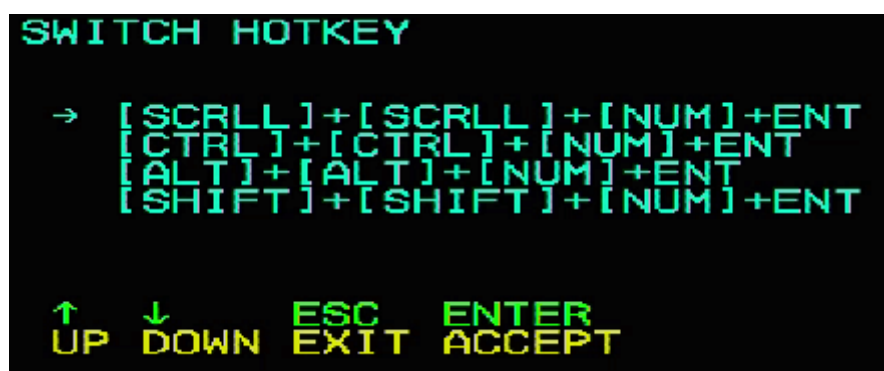 SWITCH HOTKEY
→ [SCRLL]+[SCRLL]+[NUM]+ENT
[CTRL]+[CTRL]+[NUM]+ENT
[ALT]+[ALT]+[NUM]+ENT
[SHIFT]+[SHIFT]+[NUM]+ENT
↑ ↓ ESC ENTER
UP DOWN EXIT ACCEPT